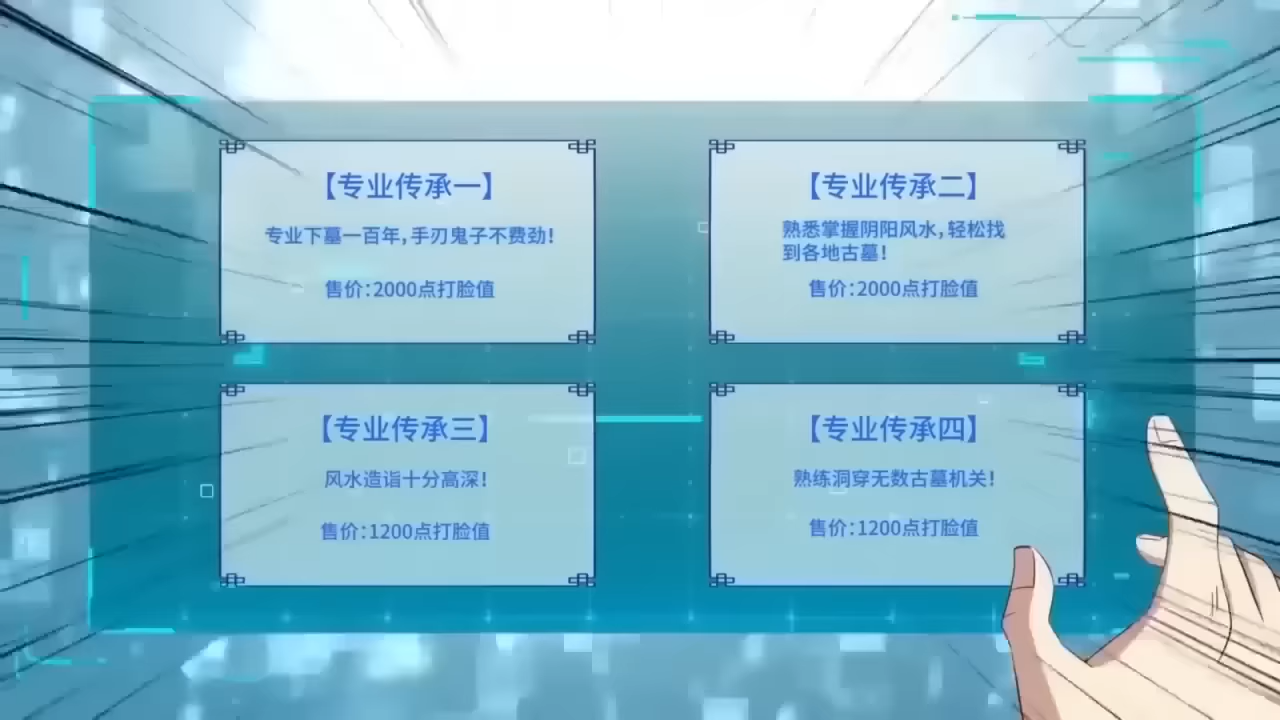 【专业传承一】
专业下墓一百年,手刃鬼子不费劲!
售价:2000点打脸值
【专业传承二】
熟悉掌握阴阳风水,轻松找
到各地古墓!
售价:2000点打脸值
【专业传承三】
风水造诣十分高深!
售价:1200点打脸值
【专业传承四】
熟练洞穿无数古墓机关!
售价:1200点打脸值